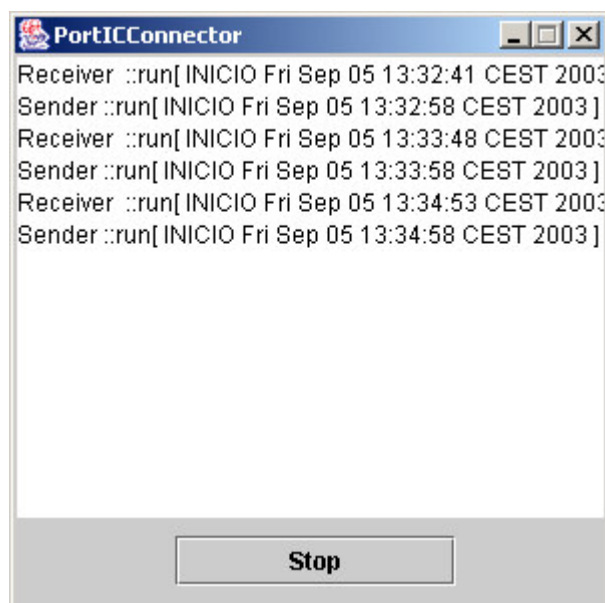 PortICConnector
Receiver ::run[ INICIO Fri Sep 05 13:32:41 CEST 2003
Sender ::run[ INICIO Fri Sep 05 13:32:58 CEST 2003 ]
Receiver ::run[ INICIO Fri Sep 05 13:33:48 CEST 2003
Sender ::run[ INICIO Fri Sep 05 13:33:58 CEST 2003 ]
Receiver ::run[ INICIO Fri Sep 05 13:34:53 CEST 2003
Sender ::run[ INICIO Fri Sep 05 13:34:58 CEST 2003 ]
Stop